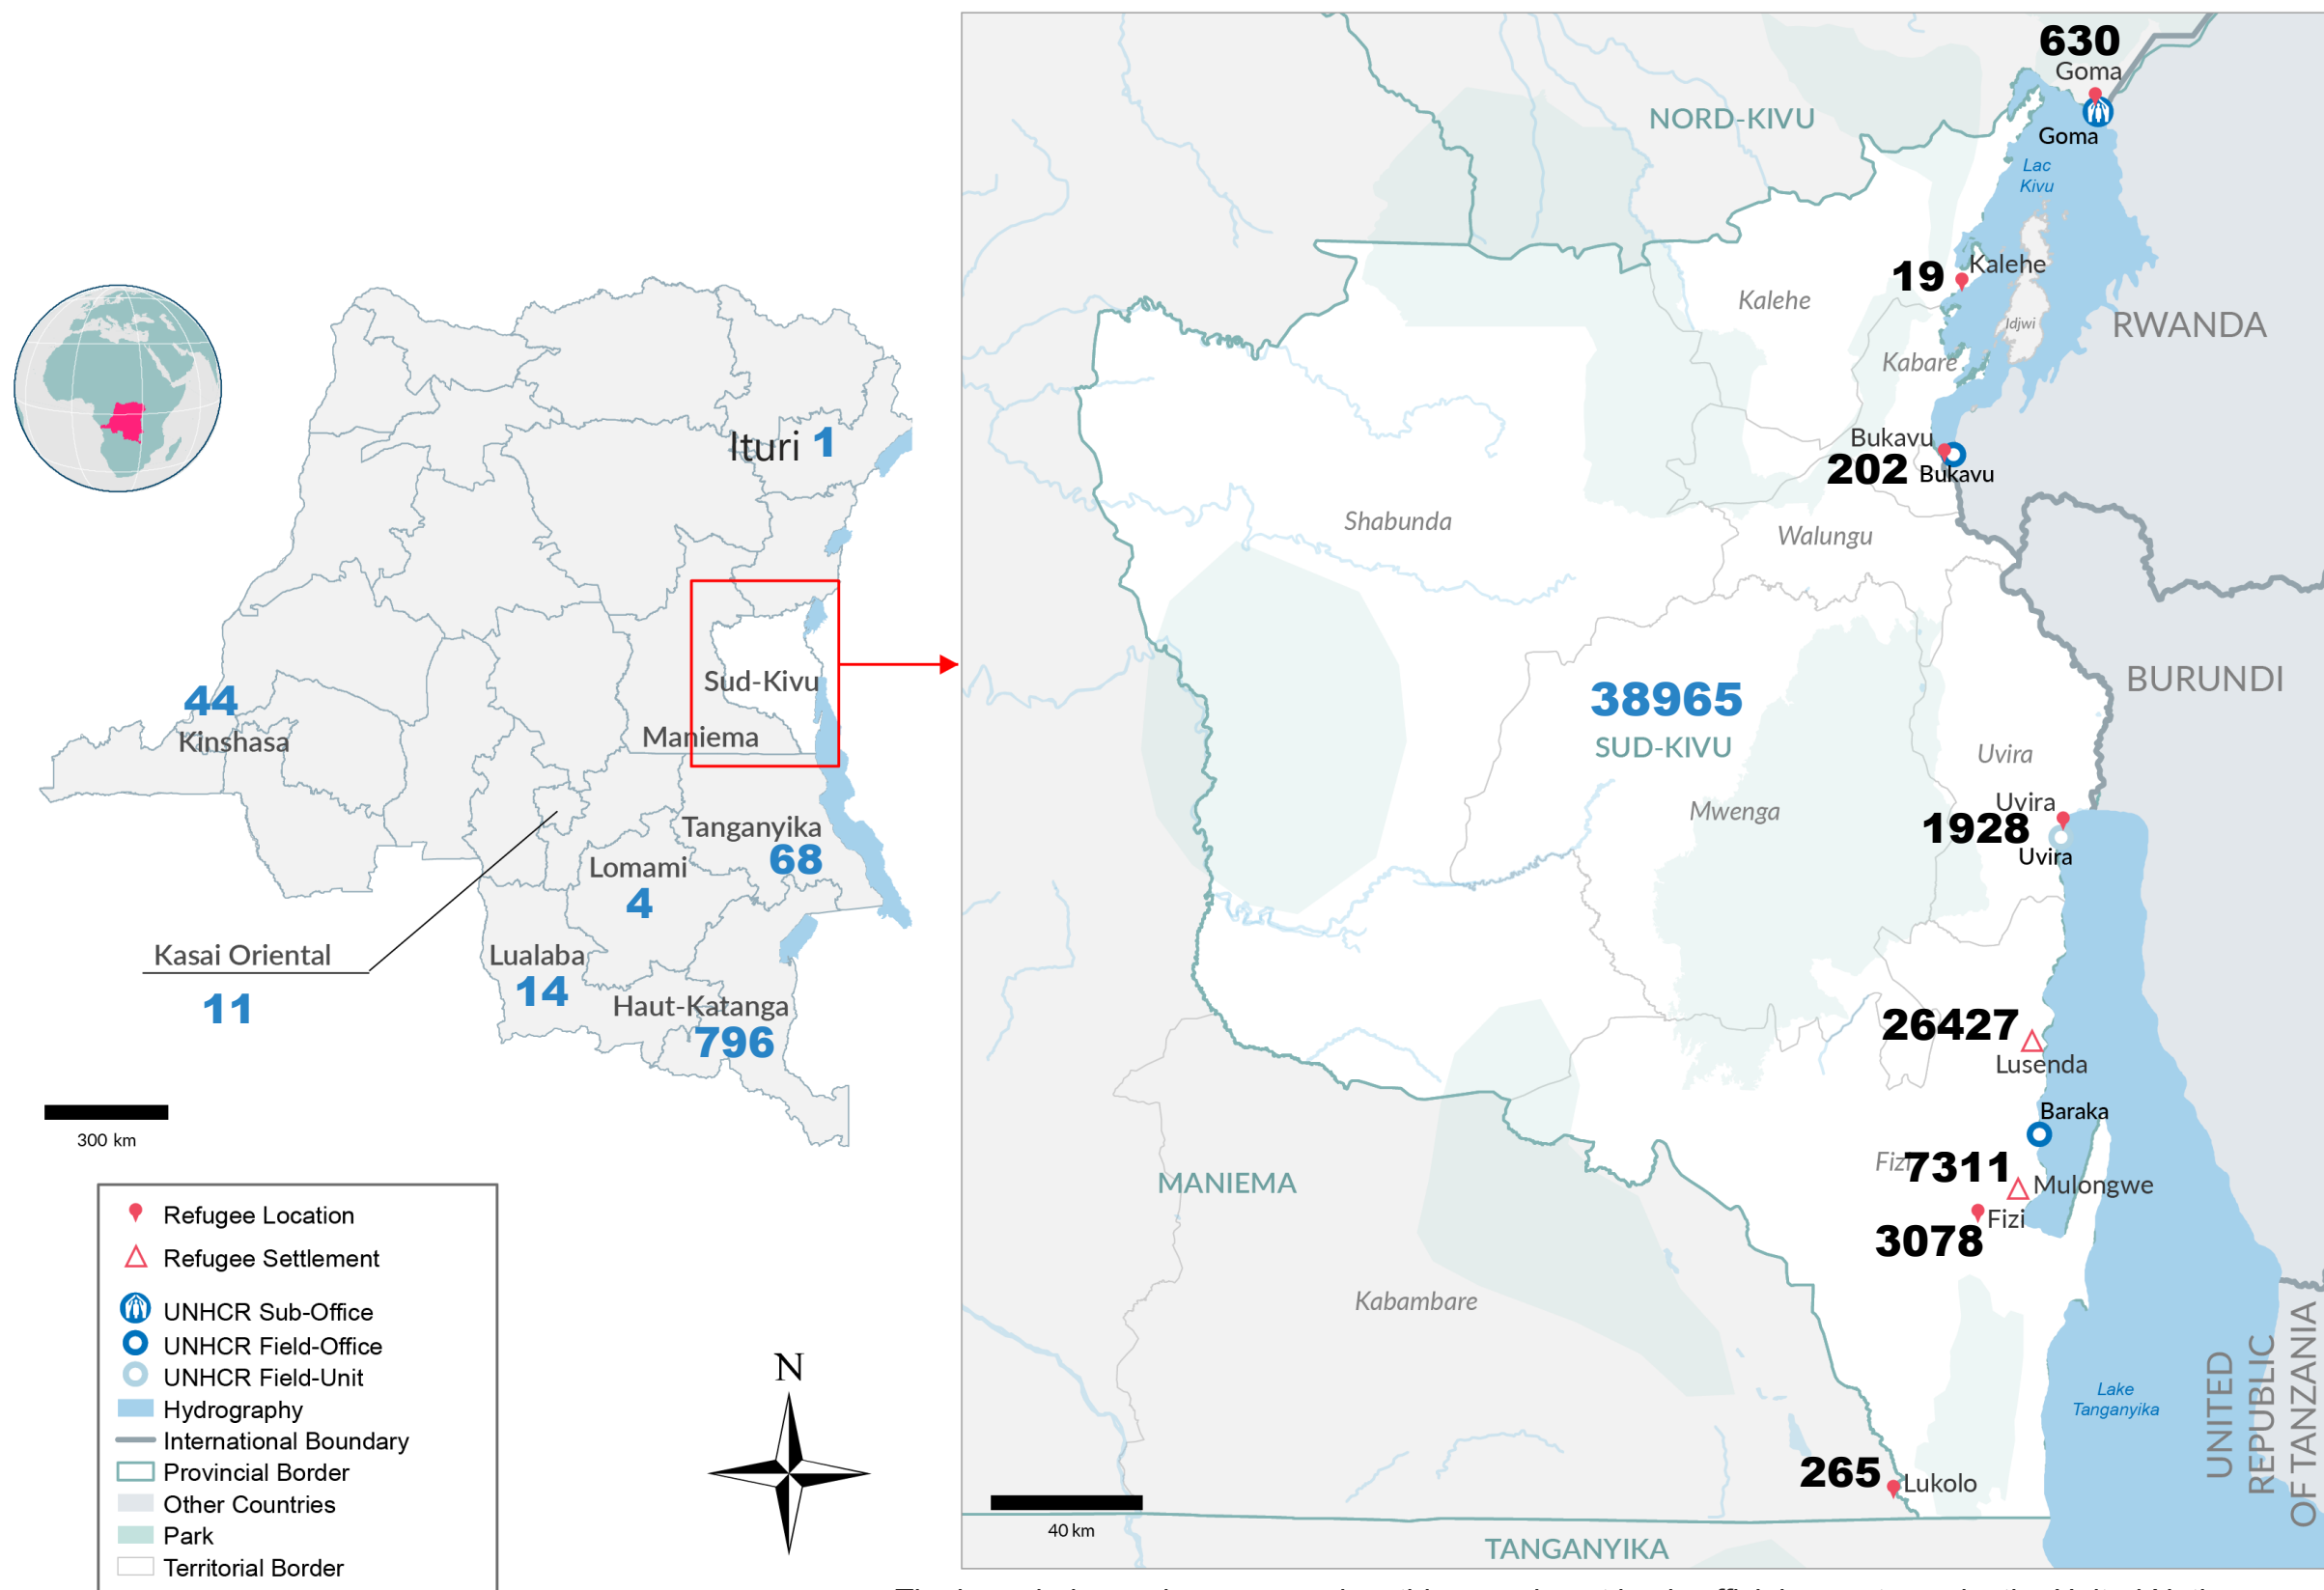 Ituri 1
Sud-Kivu
Maniema
44
Kinshasa
Tanganyika
68
Lomami
4
Kasai Oriental
11
Lualaba
14
Haut-Katanga
796
300 km
Refugee Location
Refugee Settlement
UNHCR Sub-Office
UNHCR Field-Office
UNHCR Field-Unit
Hydrography
International Boundary
Provincial Border
Other Countries
Park
Territorial Border
N
630
Goma
Goma
NORD-KIVU
Lac
Kivu
19 Kalehe
Kalehe
Idjwi
RWANDA
Kabare
Bukavu
202 Bukavu
Shabunda
Walungu
38965
SUD-KIVU
BURUNDI
Uvira
Mwenga
Uvira
1928
Uvira
26427
Lusenda
Baraka
Fizi
7311
Mulongwe
Fizi
3078
MANIEMA
Kabambare
Lake
Tanganyika
UNITED
REPUBLIC
OF TANZANIA
265 Lukolo
40 km
TANGANYIKA